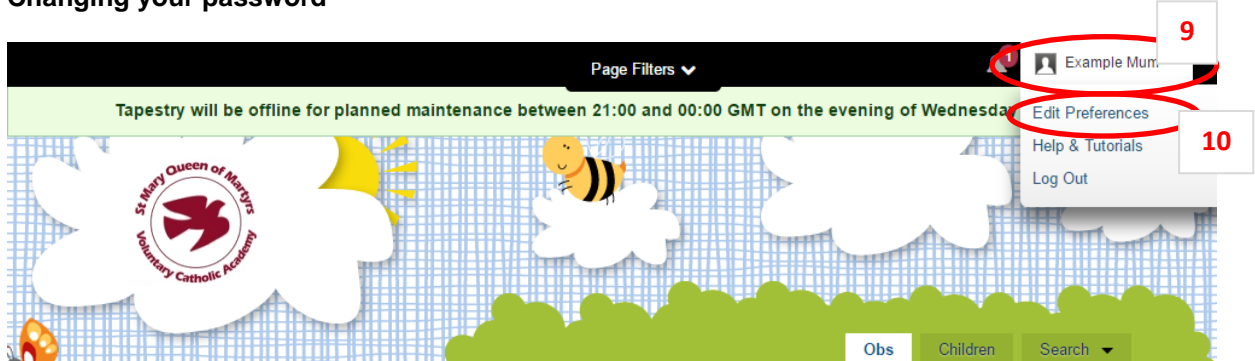 Changing your password
9
Page Filters
1
Example Mum
Tapestry will be offline for planned maintenance between 21:00 and 00:00 GMT on the evening of Wednesday
Edit Preferences
10
Help & Tutorials
Log Out
St Mary Queen of Martyrs
Voluntary Catholic Academy
Obs
Children
Search